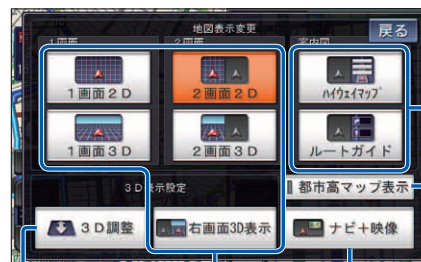 地図表示変更
戻る
1画面
2画面
案内図
1画面2D
2画面2D
ハイウェイマップ
1画面3D
2画面3D
ルートガイド
3D表示設定
都市高マップ表示
3D調整
右画面3D表示
ナビ+映像